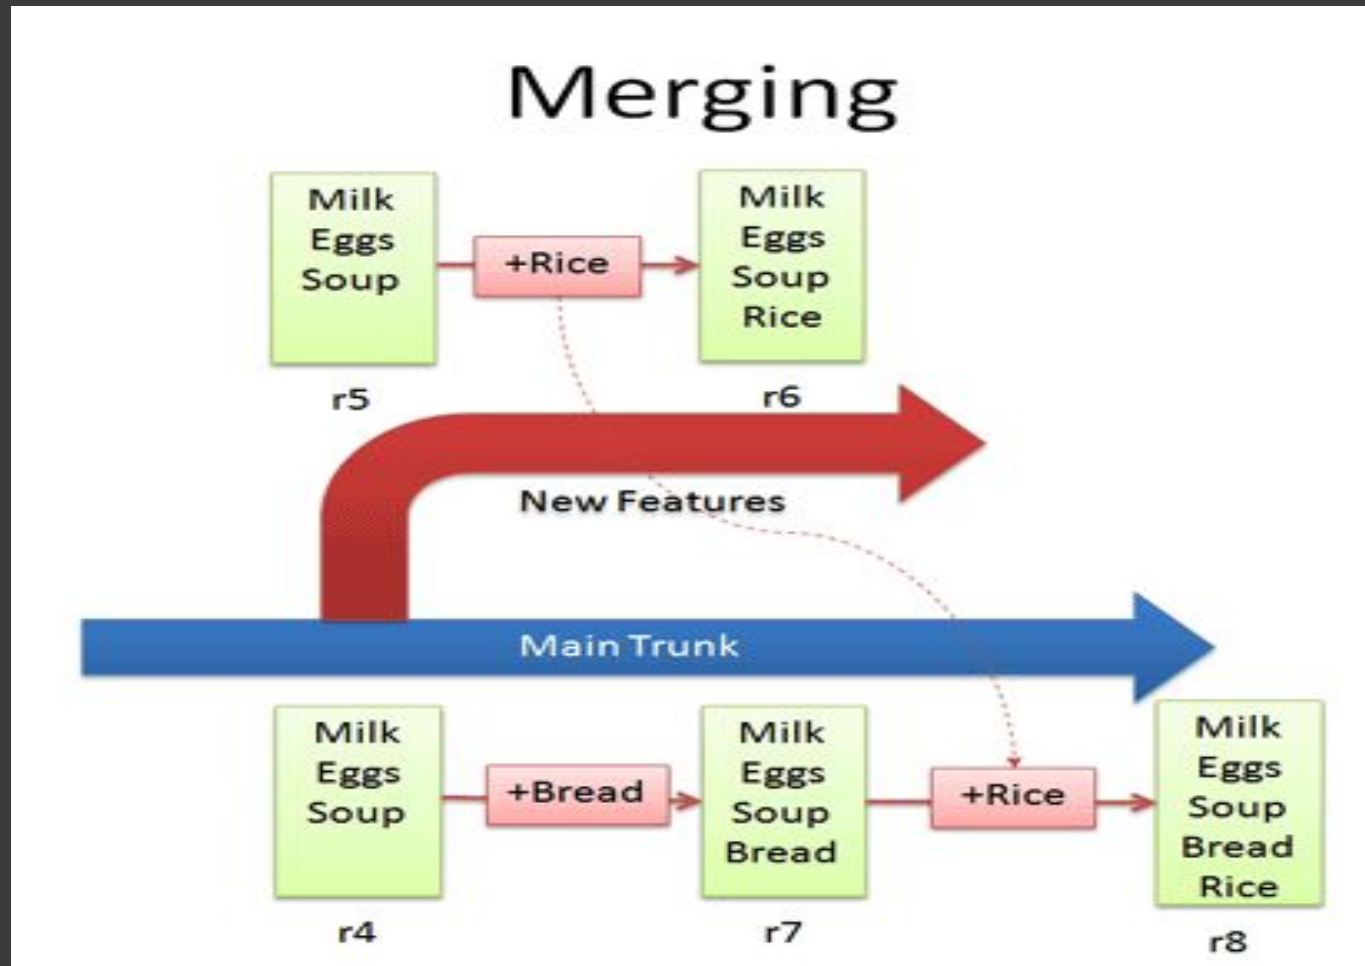 Merging
Milk
Eggs
Soup
+Rice
Milk
Eggs
Soup
Rice
r5
r6
New Features
Main Trunk
Milk
Eggs
Soup
+Bread
Milk
Eggs
Soup
Bread
+Rice
Milk
Eggs
Soup
Bread
Rice
r4
r7
r8